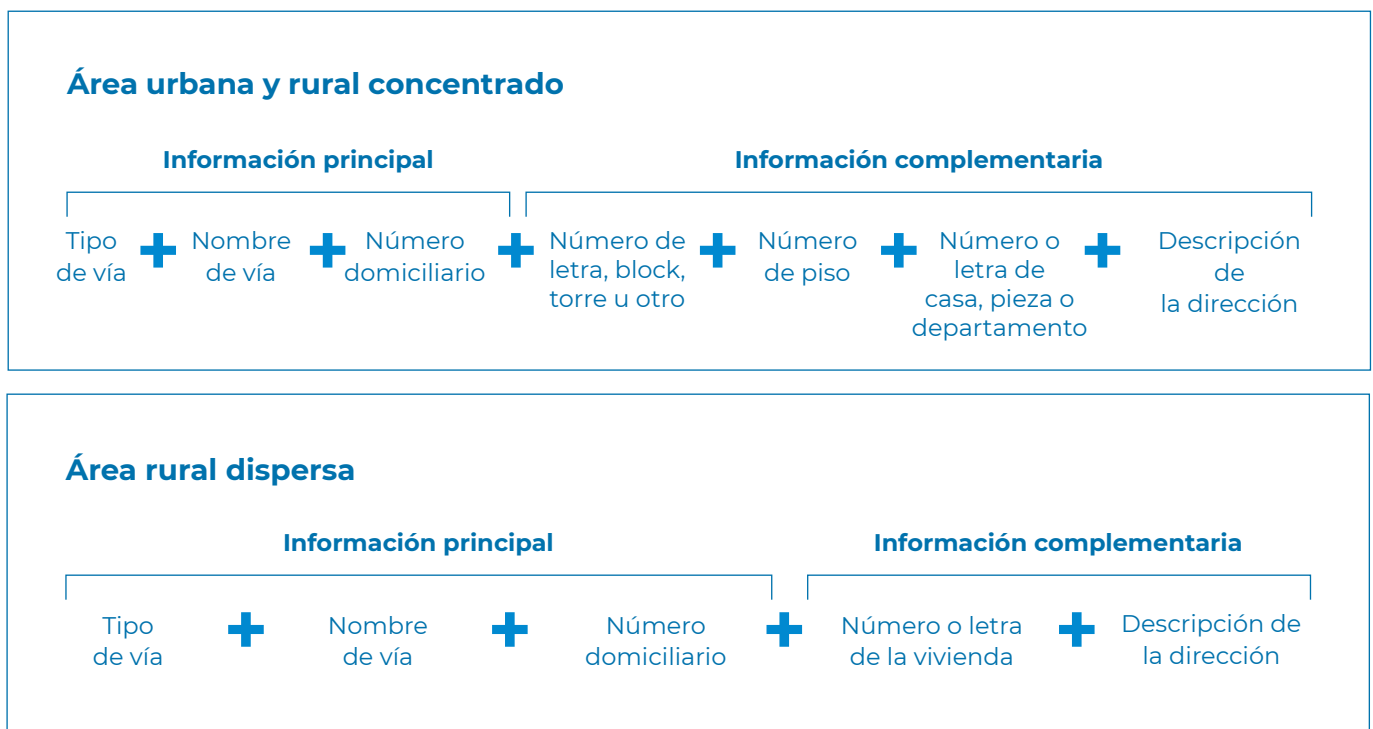 Área urbana y rural concentrado
Información principal
Información complementaria
Tipo
de vía
+
Nombre
de vía
+
Número
domiciliario
+
Número de
letra, block,
torre u otro
+
Número
de piso
+
Número o
letra de
casa, pieza o
departamento
+
Descripción
de
la dirección
Área rural dispersa
Información principal
Información complementaria
Tipo
de vía
+
Nombre
de vía
+
Número
domiciliario
+
Número o letra
de la vivienda
+
Descripción de
la dirección